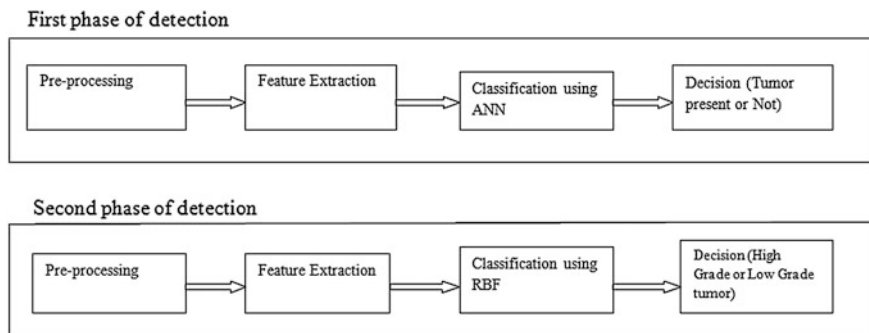 First phase of detection
Pre-processing
Feature Extraction
Classification using
ANN
Decision (Tumor
present or Not)
Second phase of detection
Pre-processing
Feature Extraction
Classification using
RBF
Decision (High
Grade or Low Grade
tumor)